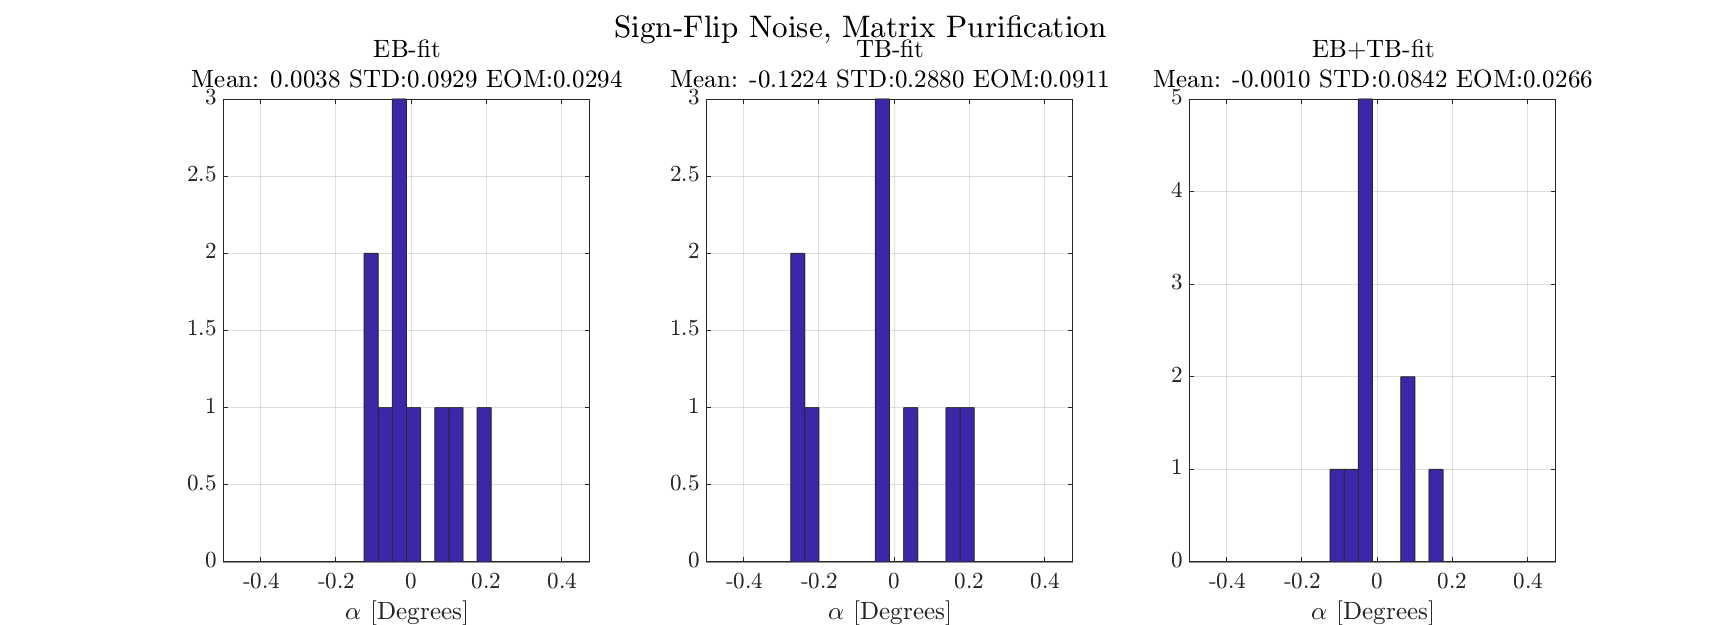 Sign-Flip Noise, Matrix Purification
EB-fit
Mean: 0.0038 STD:0.0929 EOM:0.0294
3
2.5
2
1.5
1
0.5
0
-0.4 -0.2 0 0.2 0.4
α [Degrees]
TB-fit
Mean: -0.1224 STD:0.2880 EOM:0.0911
3
2.5
2
1.5
1
0.5
0
-0.4 -0.2 0 0.2 0.4
α [Degrees]
EB+TB-fit
Mean: -0.0010 STD:0.0842 EOM:0.0266
5
4
3
2
1
0
-0.4 -0.2 0 0.2 0.4
α [Degrees]